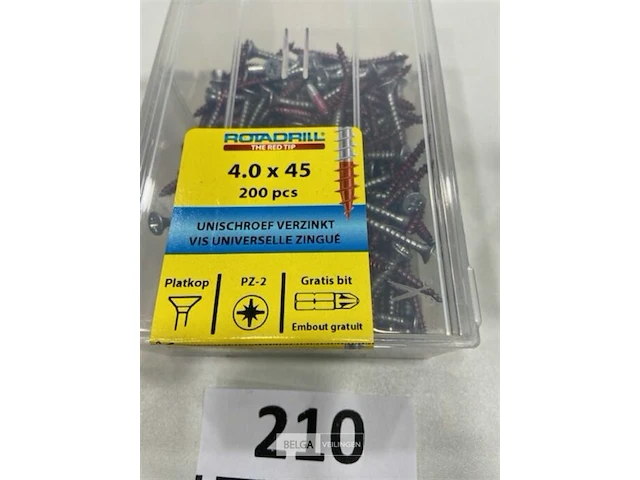 ROTADRILL®
THE RED TIP
4.0 x 45
200 pcs
UNISCHROEF VERZINKT
VIS UNIVERSELLE ZINGUÉ
Platkop
PZ-2
Gratis bit
Embout gratuit
210
BELGA VEILINGEN